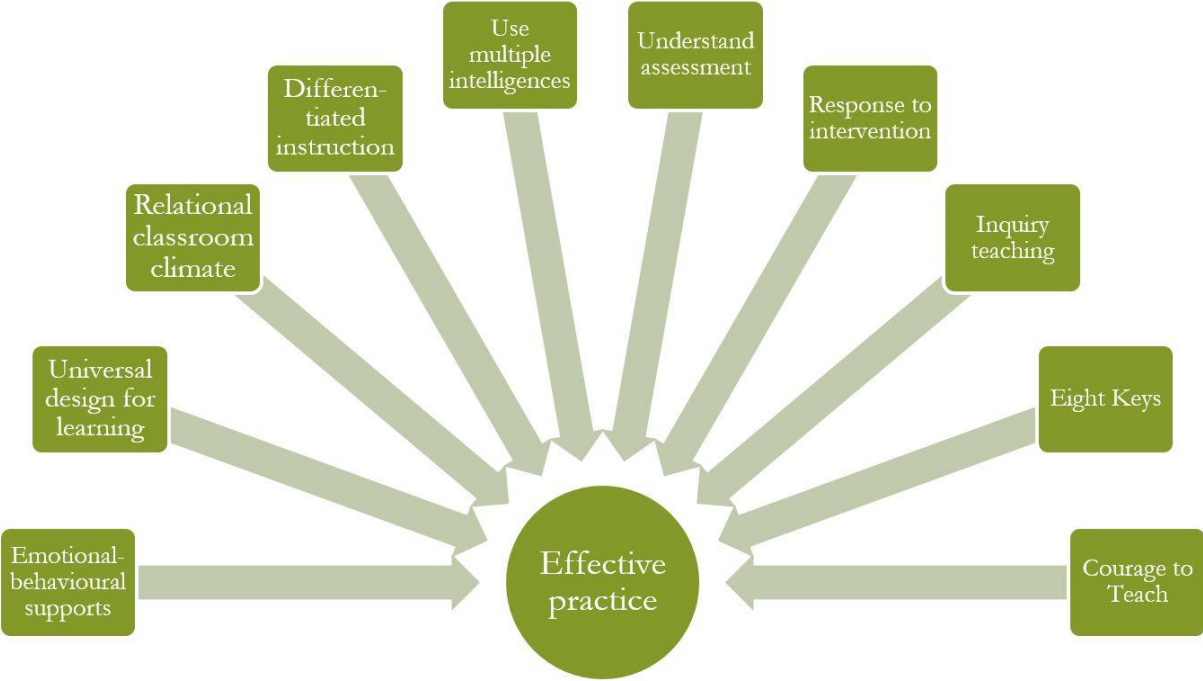 Use
multiple
intelligences
Understand
assessment
Differen-
tiated
instruction
Response to
intervention
Relational
classroom
climate
Inquiry
teaching
Universal
design for
learning
Eight Keys
Emotional-
behavioural
supports
Effective
practice
Courage to
Teach